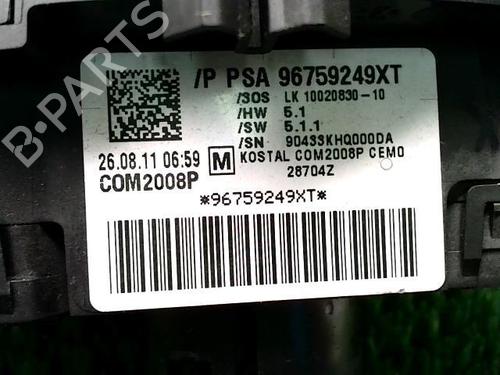 /P PSA 96759249XT
/SOS LK 10020830-10
/HW 5.1
/SW 5.1.1
/SN 90433KHQ000DA
26.08.11 06:59 M KOSTAL COM2008P CEMO
COM2008P 28704Z
*96759249XT*
B-PARTS